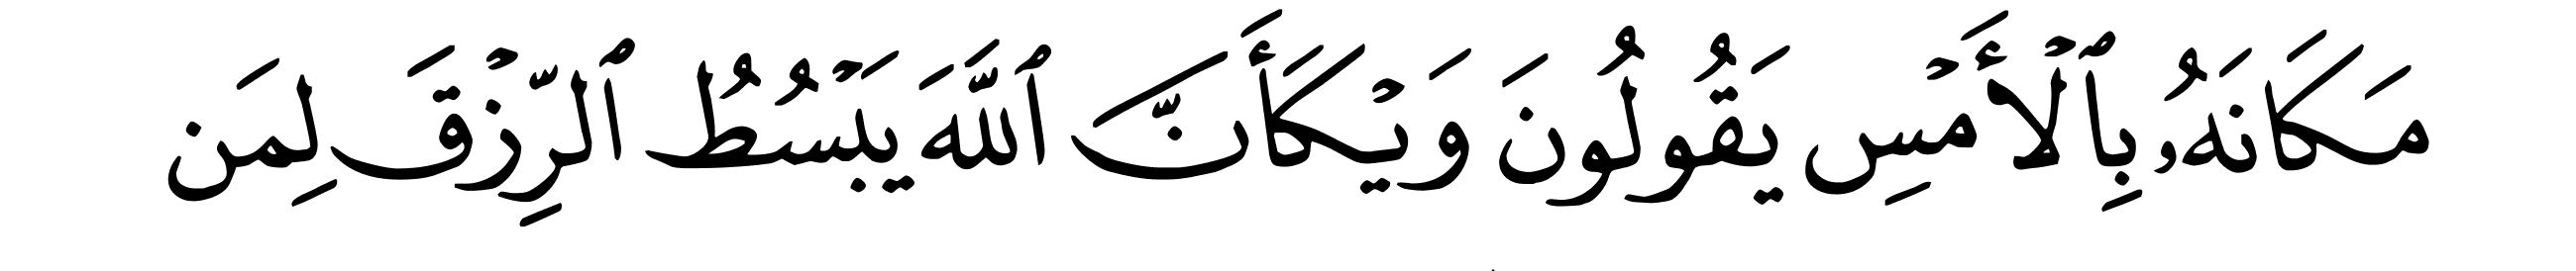 مَكَانَهُۥ بِٱلْأَمْسِ يَقُولُونَ وَيْكَأَنَّ ٱللَّهَ يَبْسُطُ ٱلرِّزْقَ لِمَن